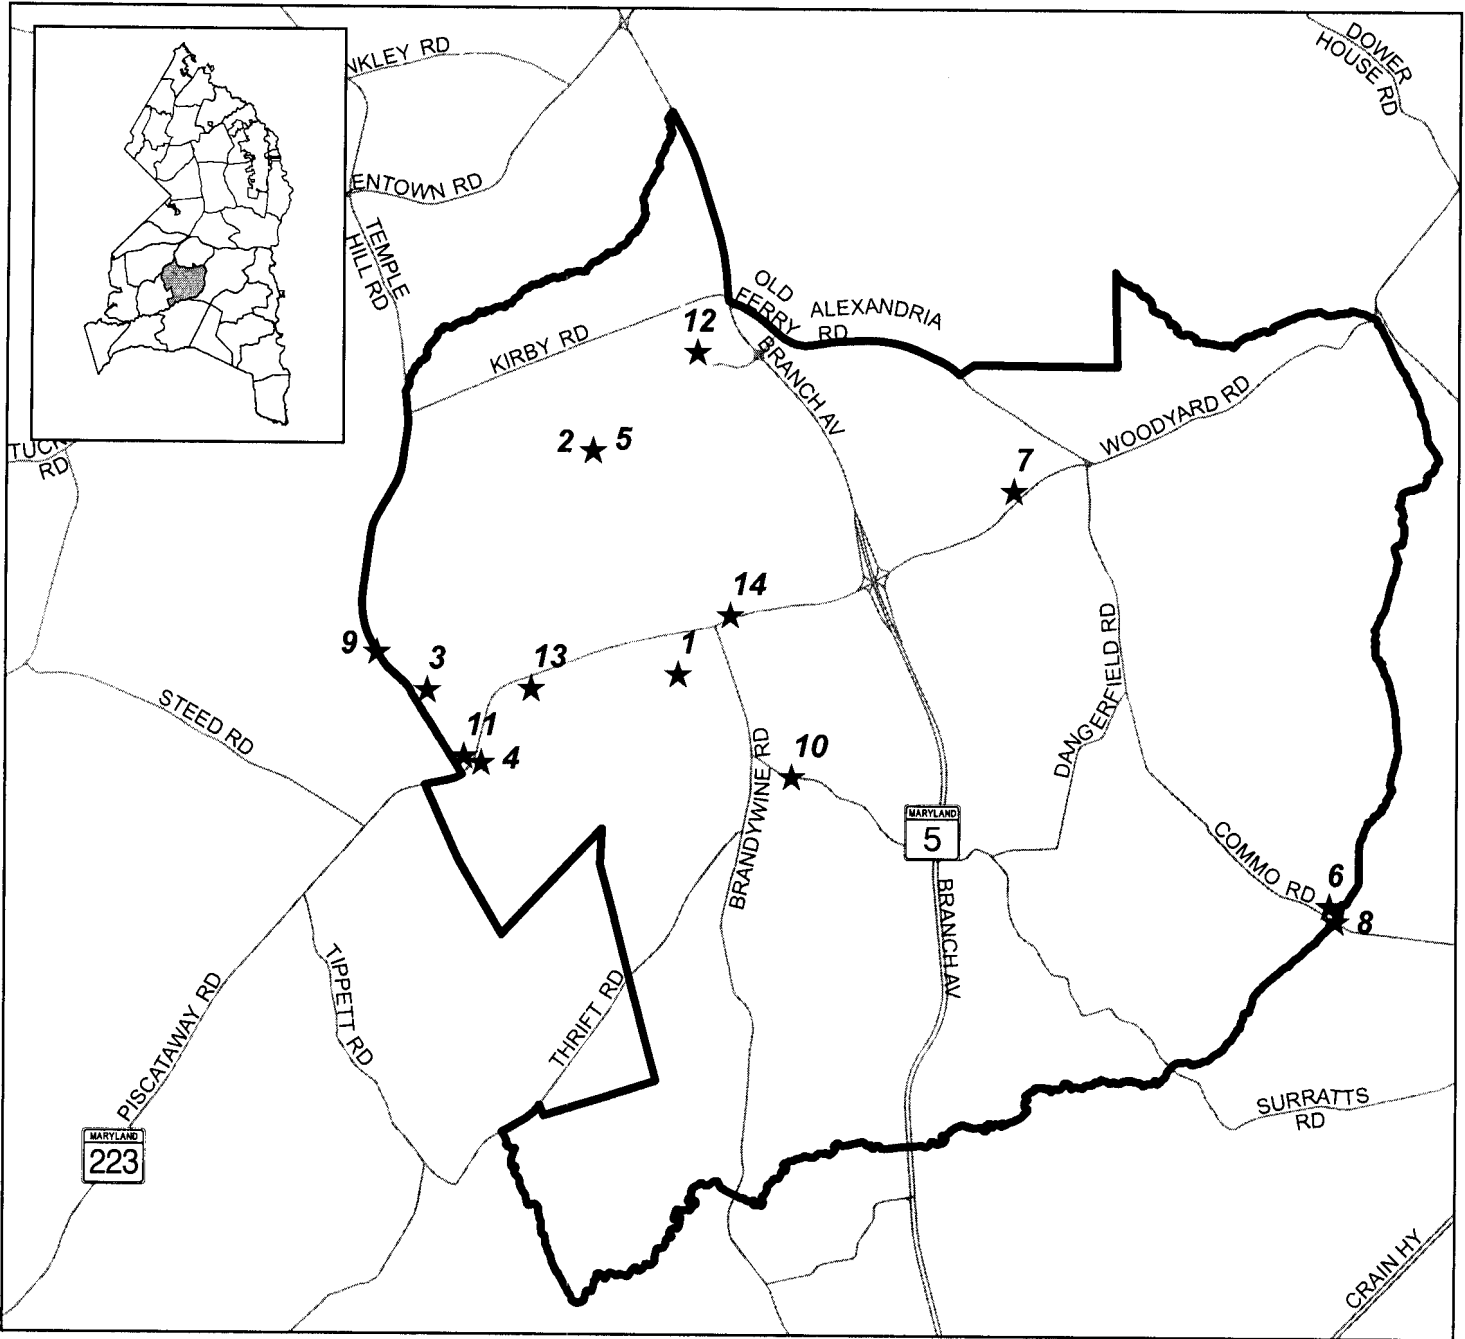 NKLEY RD
DOWER
HOUSE RD
ENTOWN RD
TEMPLE
HILL RD
OLD
FERRY
ALEXANDRIA
RD
KIRBY RD
12
BRANCH AV
WOODYARD RD
TUCK
RD
2 5
7
14
DANGERFIELD RD
9
3
13
1
STEED RD
11
4
10
BRANDYWINE RD
MARYLAND
5
COMMO RD
6
8
BRANCH AV
TIPPETT RD
THRIFT RD
PISCATAWAY RD
SURRATTS
RD
MARYLAND
223
CRAIN HY